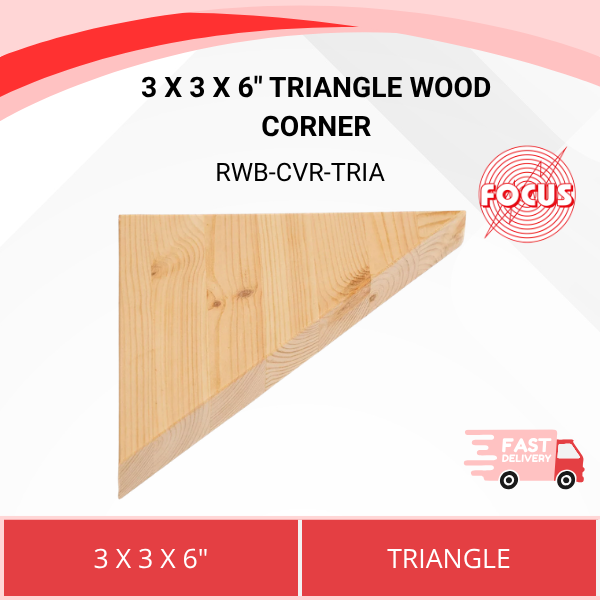 3 X 3 X 6" TRIANGLE WOOD
CORNER
RWB-CVR-TRIA
FOCUS
FAST
DELIVERY
3 X 3 X 6"
TRIANGLE